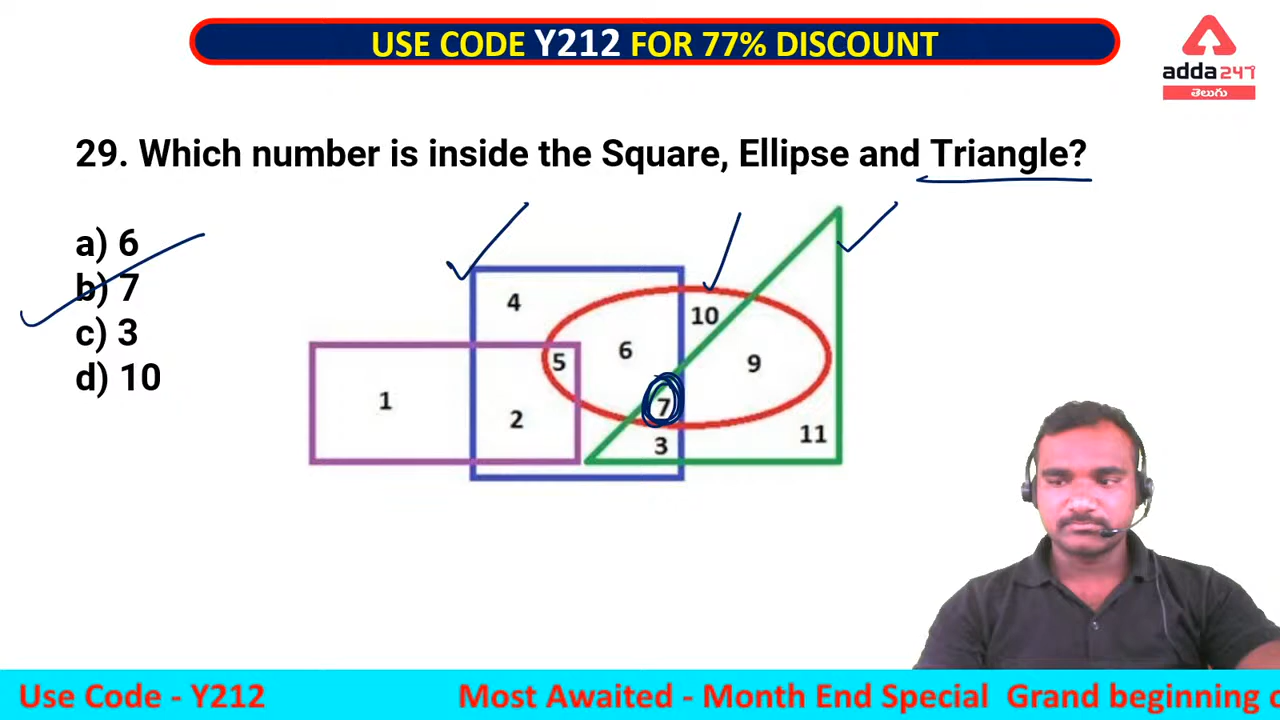 USE CODE Y212 FOR 77% DISCOUNT
adda247
తెలుగు
29. Which number is inside the Square, Ellipse and Triangle?
a) 6
b) 7
c) 3
d) 10
4
10
6
5
9
1
7
2
11
3
Use Code - Y212 Most Awaited - Month End Special Grand beginning